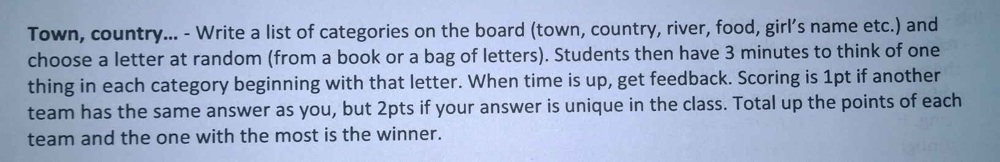 Town, country... - Write a list of categories on the board (town, country, river, food, girl's name etc.) and
choose a letter at random (from a book or a bag of letters). Students then have 3 minutes to think of one
thing in each category beginning with that letter. When time is up, get feedback. Scoring is 1pt if another
team has the same answer as you, but 2pts if your answer is unique in the class. Total up the points of each
team and the one with the most is the winner.